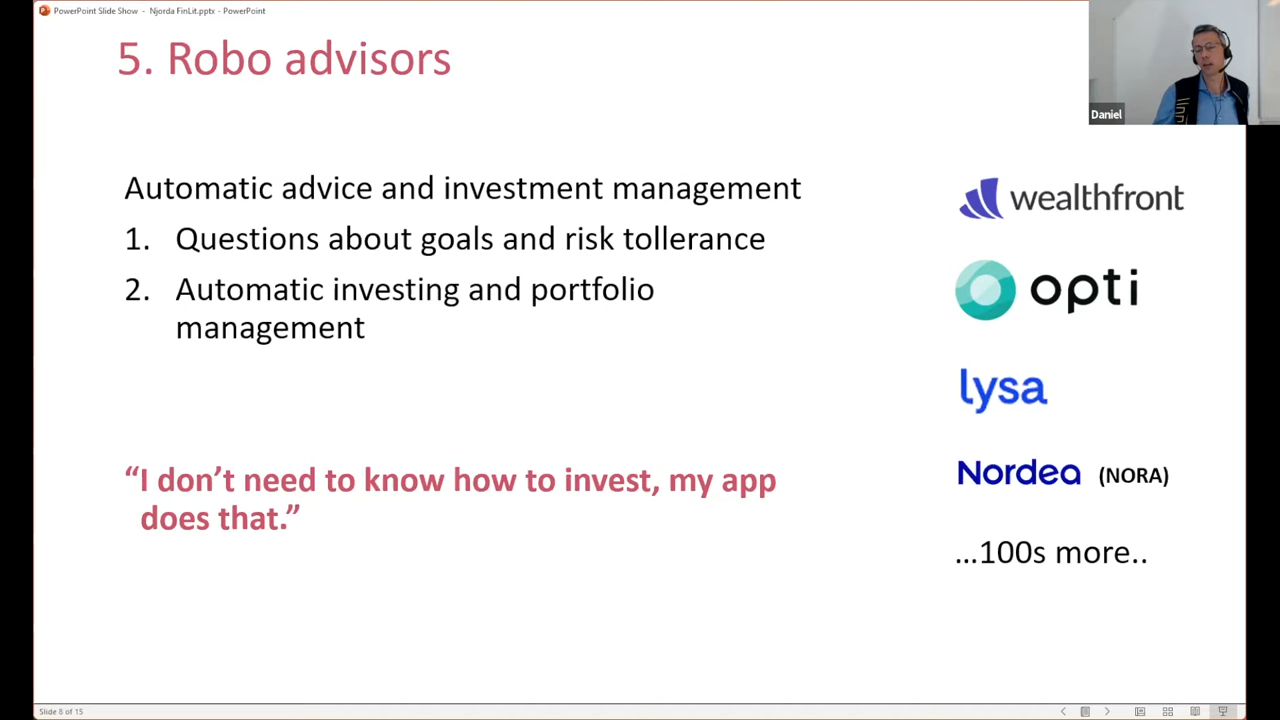 PowerPoint Slide Show - Njorda FinLit.pptx - PowerPoint
5. Robo advisors
Daniel
Automatic advice and investment management
1. Questions about goals and risk tollerance
2. Automatic investing and portfolio
management
“I don’t need to know how to invest, my app
does that.”
wealthfront
opti
lysa
Nordea (NORA)
...100s more..
Slide 8 of 15